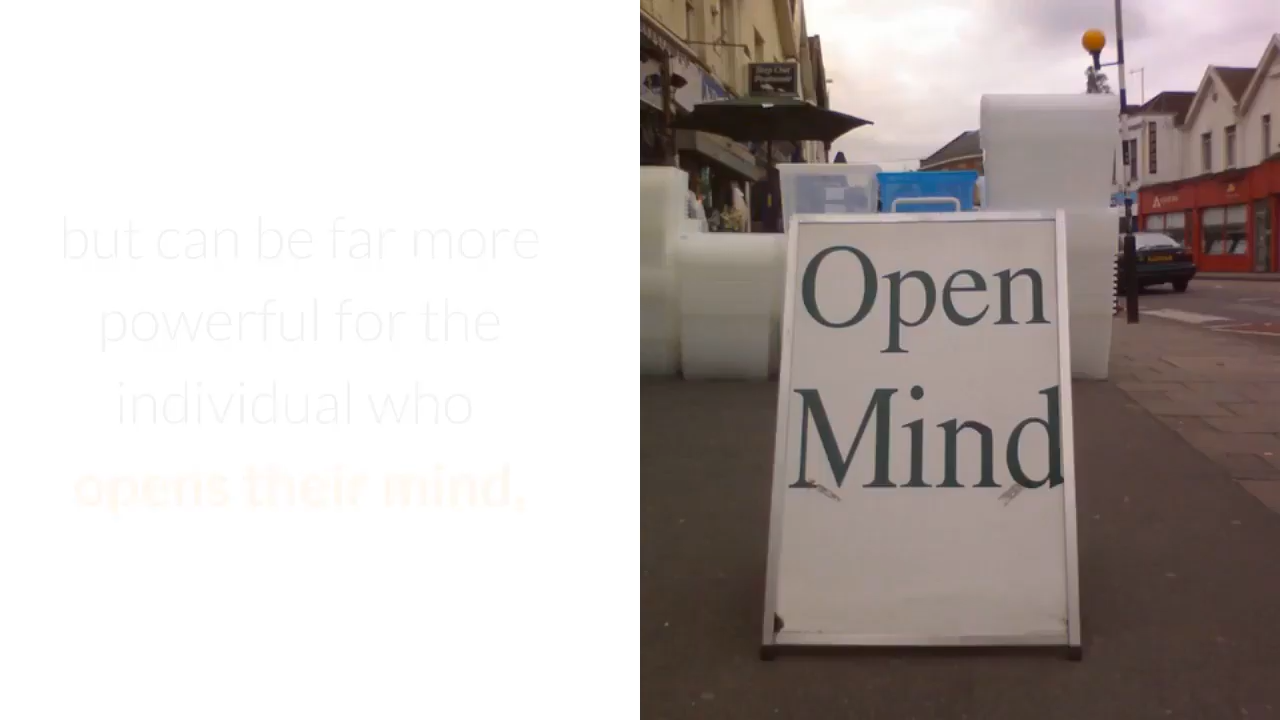 but can be far more
powerful for the
individual who
opens their mind,
Open
Mind